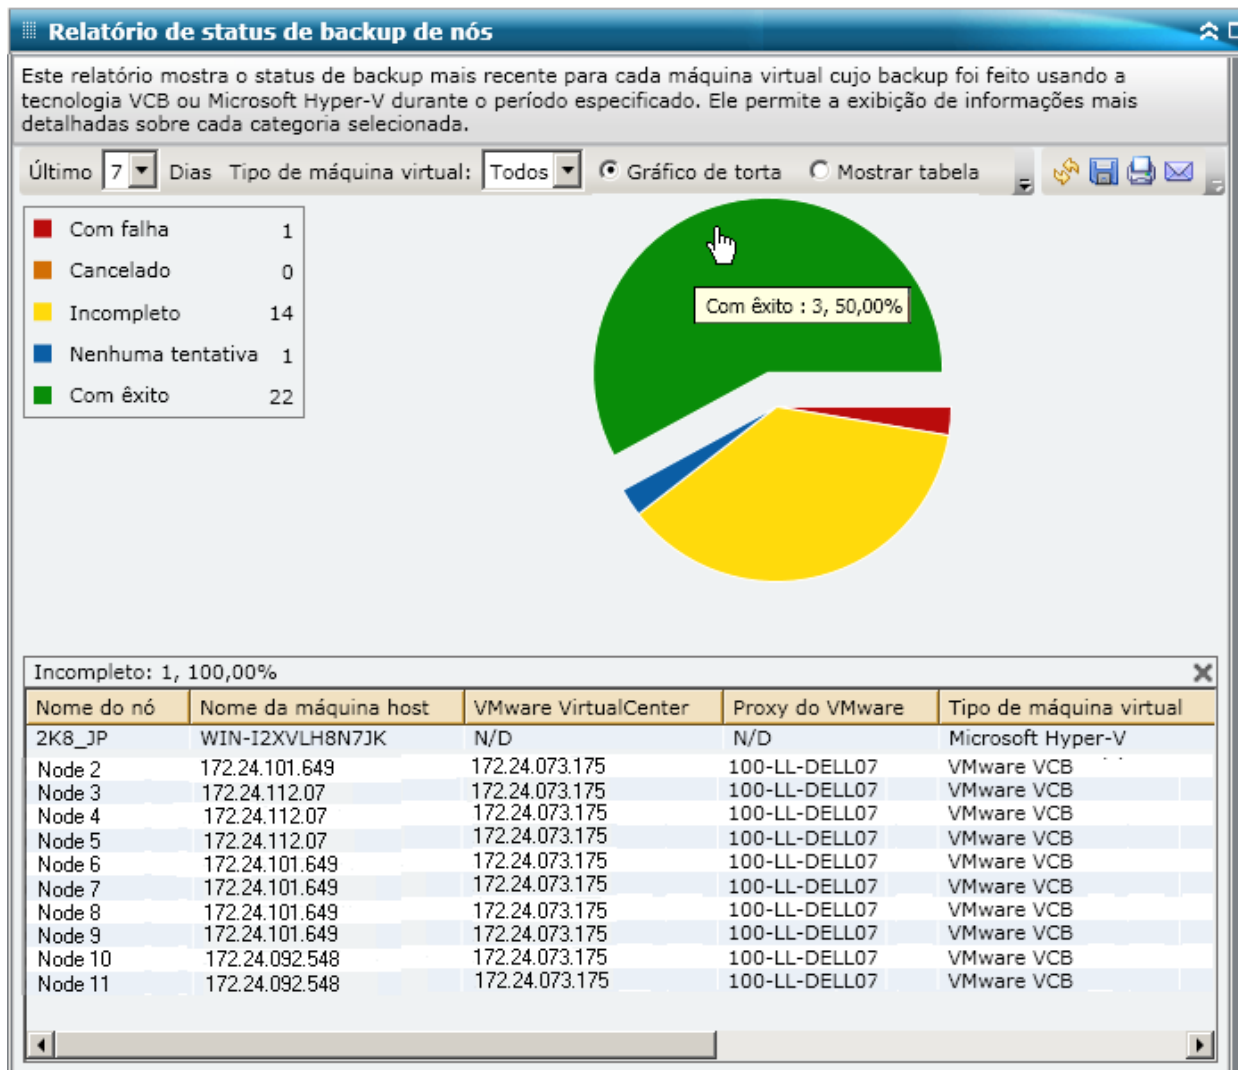 Relatório de status de backup de nós
Este relatório mostra o status de backup mais recente para cada máquina virtual cujo backup foi feito usando a
tecnologia VCB ou Microsoft Hyper-V durante o período especificado. Ele permite a exibição de informações mais
detalhadas sobre cada categoria selecionada.
Último 7 Dias Tipo de máquina virtual: Todos Gráfico de torta Mostrar tabela
Com falha 1
Cancelado 0
Incompleto 14
Nenhuma tentativa 1
Com êxito 22
Com êxito : 3, 50,00%
Incompleto: 1, 100,00%
Nome do nó Nome da máquina host VMware VirtualCenter Proxy do VMware Tipo de máquina virtual
2K8_JP WIN-I2XVLH8N7JK N/D N/D Microsoft Hyper-V
Node 2 172.24.101.649 172.24.073.175 100-LL-DELL07 VMware VCB
Node 3 172.24.112.07 172.24.073.175 100-LL-DELL07 VMware VCB
Node 4 172.24.112.07 172.24.073.175 100-LL-DELL07 VMware VCB
Node 5 172.24.112.07 172.24.073.175 100-LL-DELL07 VMware VCB
Node 6 172.24.101.649 172.24.073.175 100-LL-DELL07 VMware VCB
Node 7 172.24.101.649 172.24.073.175 100-LL-DELL07 VMware VCB
Node 8 172.24.101.649 172.24.073.175 100-LL-DELL07 VMware VCB
Node 9 172.24.101.649 172.24.073.175 100-LL-DELL07 VMware VCB
Node 10 172.24.092.548 172.24.073.175 100-LL-DELL07 VMware VCB
Node 11 172.24.092.548 172.24.073.175 100-LL-DELL07 VMware VCB